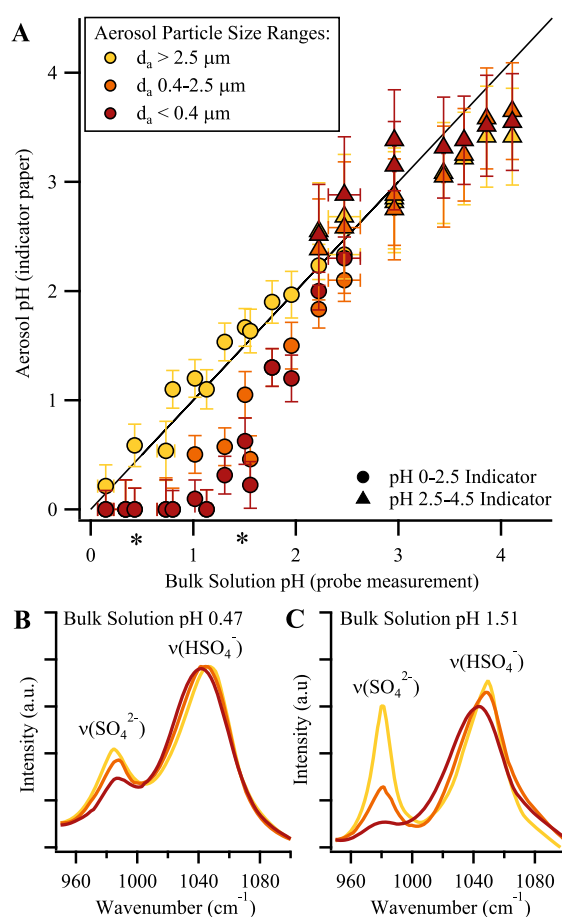 A
Aerosol Particle Size Ranges:
dₐ > 2.5 µm
dₐ 0.4-2.5 µm
dₐ < 0.4 µm
4
3
2
1
0
Aerosol pH (indicator paper)
pH 0-2.5 Indicator
pH 2.5-4.5 Indicator
0 1 2 3 4
* *
Bulk Solution pH (probe measurement)
B Bulk Solution pH 0.47
ν(HSO₄⁻)
ν(SO₄²⁻)
Intensity (a.u.)
960 1000 1040 1080
Wavenumber (cm⁻¹)
C Bulk Solution pH 1.51
ν(HSO₄⁻)
ν(SO₄²⁻)
Intensity (a.u)
960 1000 1040 1080
Wavenumber (cm⁻¹)